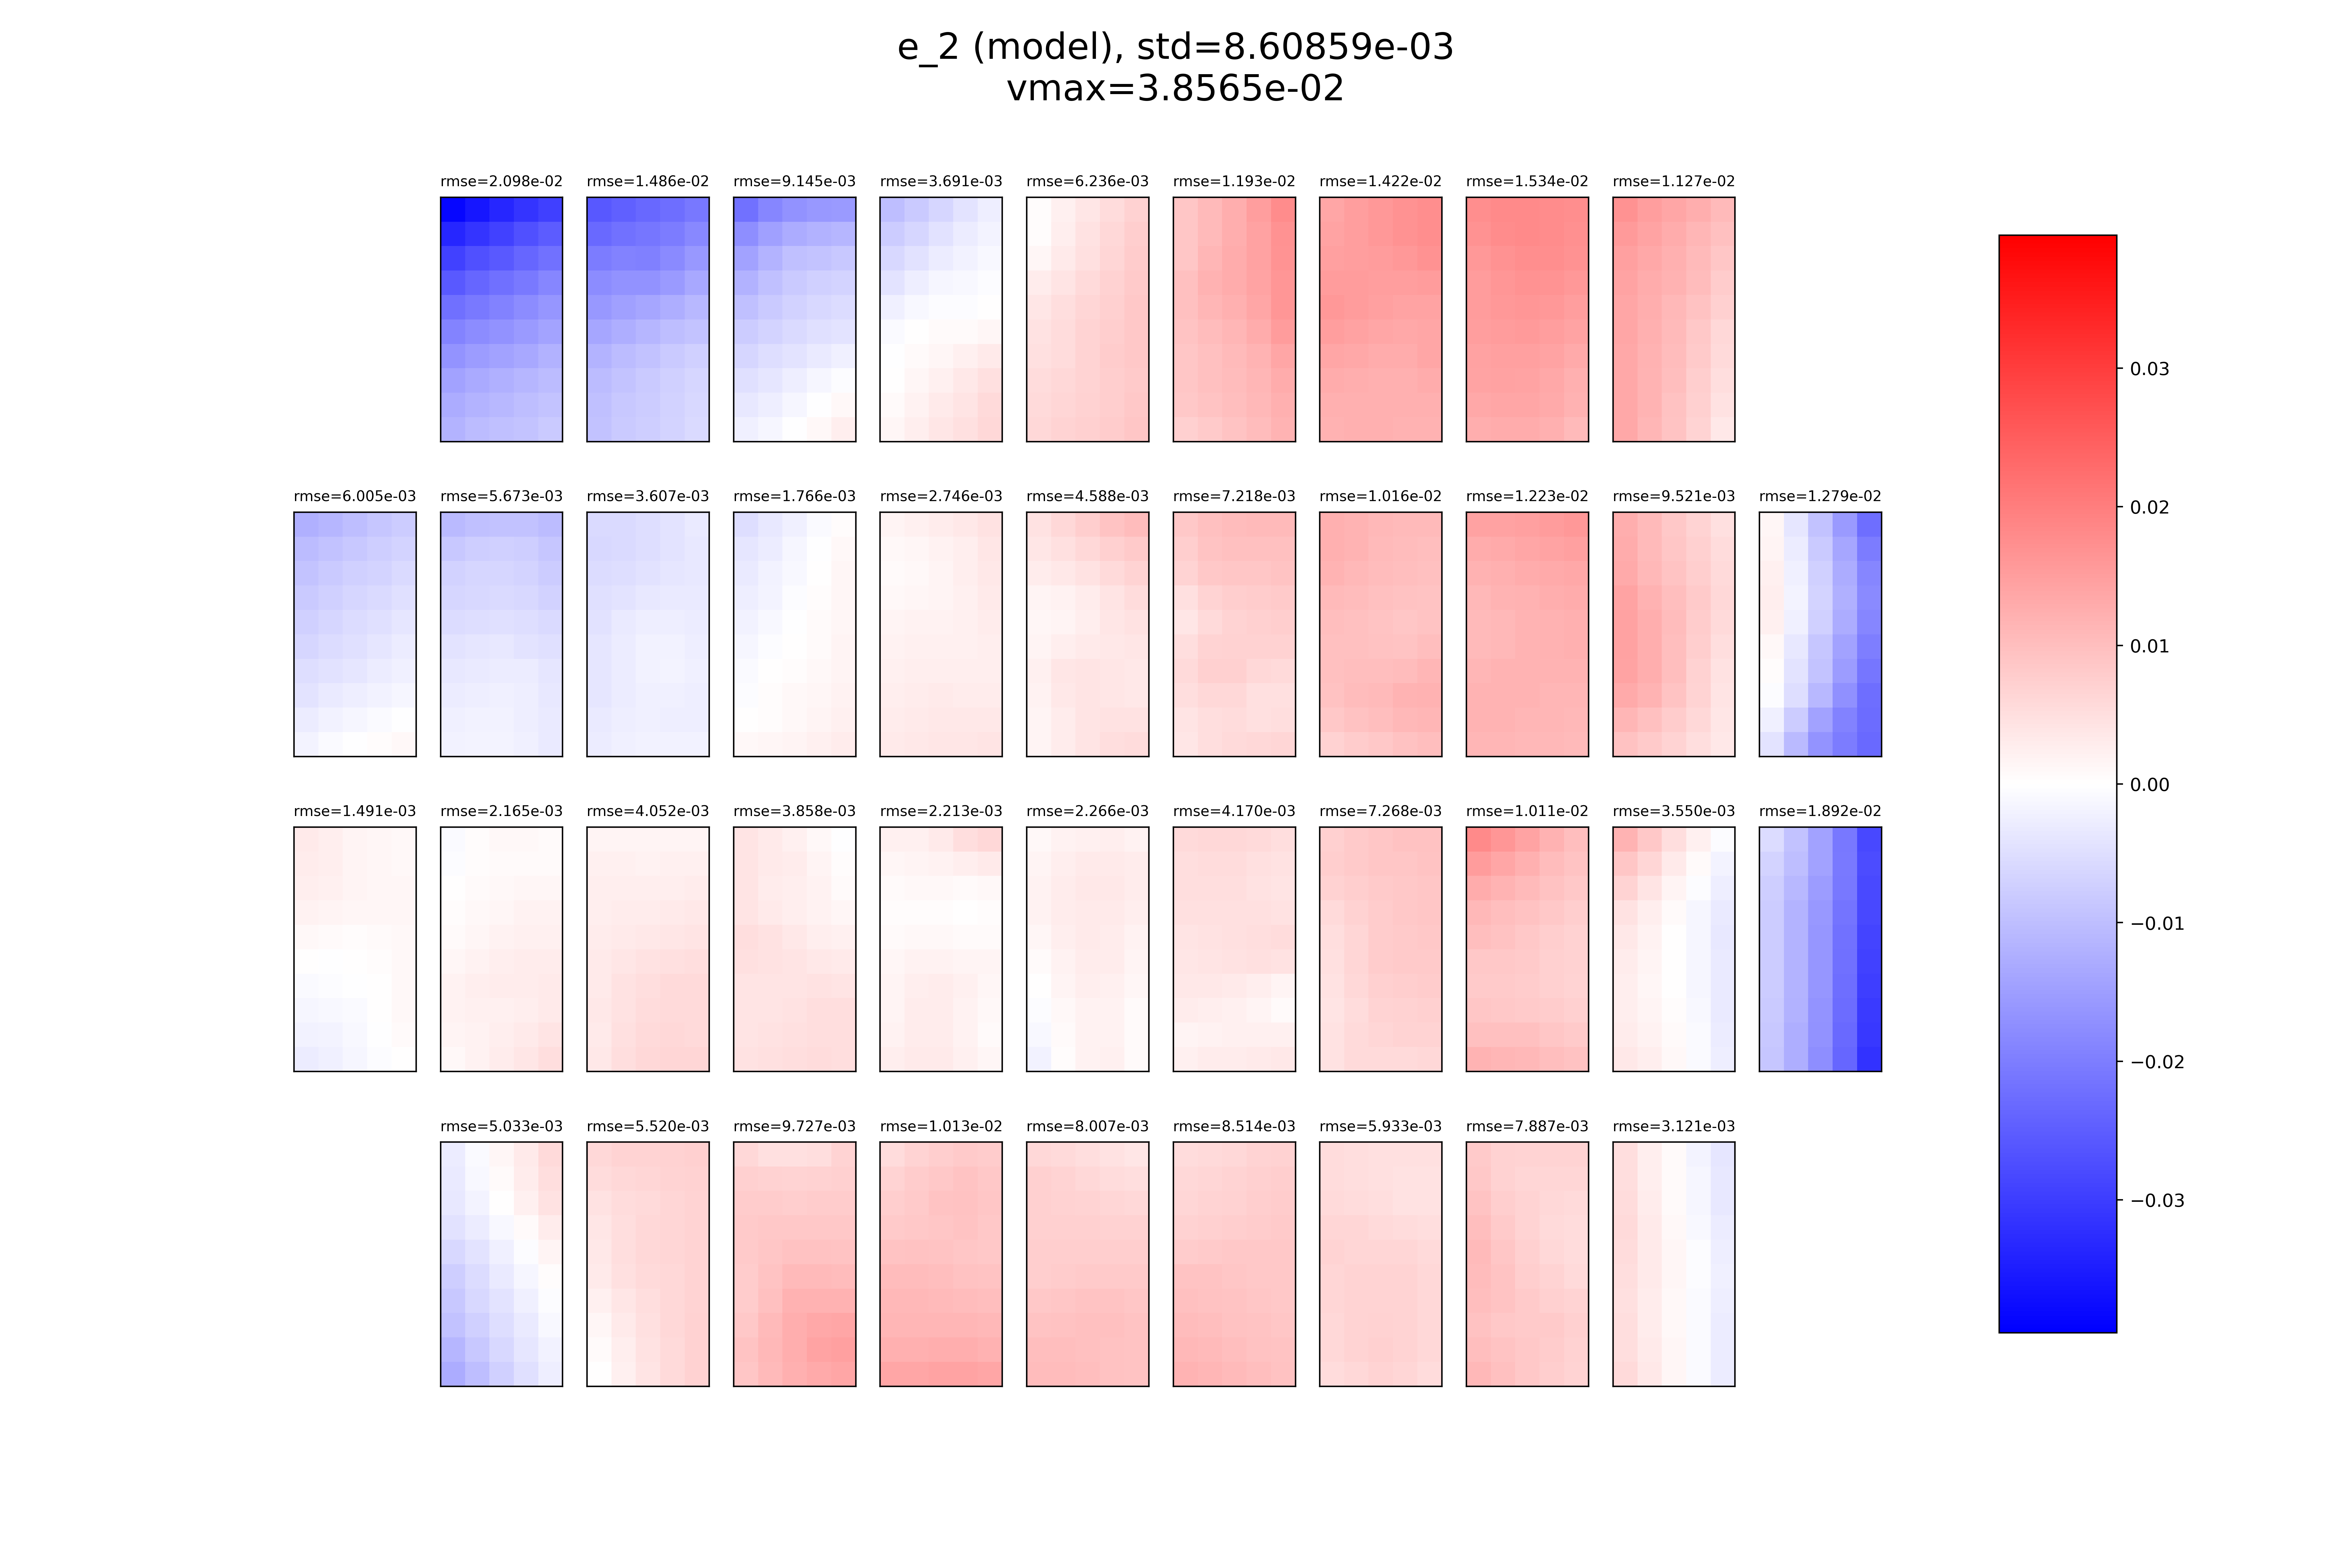 e_2 (model), std=8.60859e-03
vmax=3.8565e-02
rmse=2.098e-02 rmse=1.486e-02 rmse=9.145e-03 rmse=3.691e-03 rmse=6.236e-03 rmse=1.193e-02 rmse=1.422e-02 rmse=1.534e-02 rmse=1.127e-02
rmse=6.005e-03 rmse=5.673e-03 rmse=3.607e-03 rmse=1.766e-03 rmse=2.746e-03 rmse=4.588e-03 rmse=7.218e-03 rmse=1.016e-02 rmse=1.223e-02 rmse=9.521e-03 rmse=1.279e-02
rmse=1.491e-03 rmse=2.165e-03 rmse=4.052e-03 rmse=3.858e-03 rmse=2.213e-03 rmse=2.266e-03 rmse=4.170e-03 rmse=7.268e-03 rmse=1.011e-02 rmse=3.550e-03 rmse=1.892e-02
rmse=5.033e-03 rmse=5.520e-03 rmse=9.727e-03 rmse=1.013e-02 rmse=8.007e-03 rmse=8.514e-03 rmse=5.933e-03 rmse=7.887e-03 rmse=3.121e-03
0.03
0.02
0.01
0.00
−0.01
−0.02
−0.03